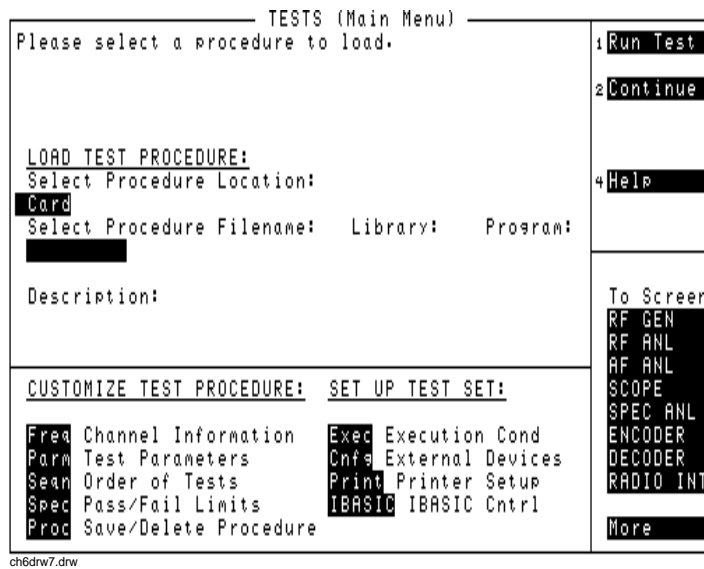 TESTS (Main Menu)
Please select a procedure to load.
1 Run Test
2 Continue
LOAD TEST PROCEDURE:
Select Procedure Location:
4 Help
Card
Select Procedure Filename: Library: Program:
Description:
To Screen
RF GEN
RF ANL
AF ANL
SCOPE
SPEC ANL
ENCODER
DECODER
RADIO INT
More
CUSTOMIZE TEST PROCEDURE: SET UP TEST SET:
Freq Channel Information Exec Execution Cond
Parm Test Parameters Cnfg External Devices
Seqn Order of Tests Print Printer Setup
Spec Pass/Fail Limits IBASIC IBASIC Cntrl
Proc Save/Delete Procedure
ch6drw7.drw